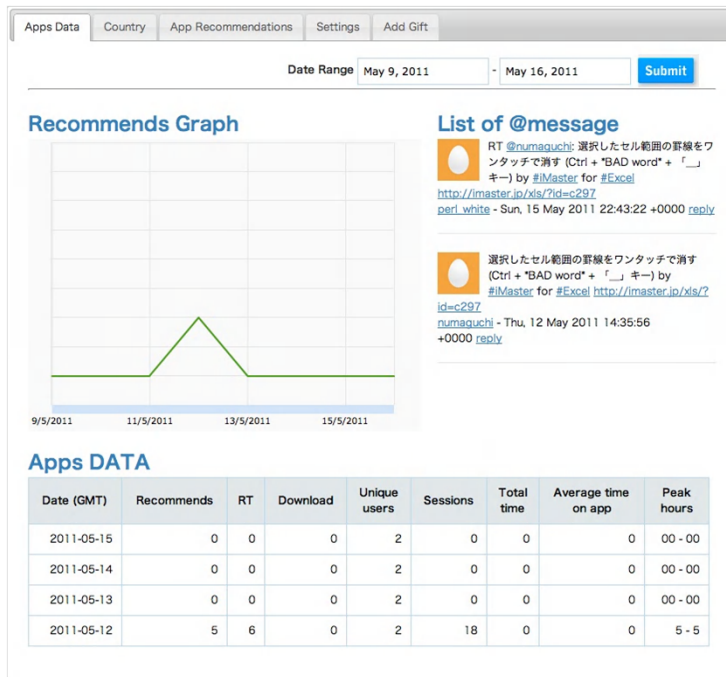 Apps Data
Country
App Recommendations
Settings
Add Gift
Date Range
May 9, 2011
-
May 16, 2011
Submit
Recommends Graph
9/5/2011
11/5/2011
13/5/2011
15/5/2011
List of @message
RT @numaguchi: 選択したセル範囲の罫線をワ
ンタッチで消す (Ctrl + *BAD word* + 「__」
キー) by #iMaster for #Excel
http://imaster.jp/xls/?id=c297
perl_white - Sun, 15 May 2011 22:43:22 +0000 reply
選択したセル範囲の罫線をワンタッチで消す
(Ctrl + *BAD word* + 「__」 キー) by
#iMaster for #Excel http://imaster.jp/xls/?
id=c297
numaguchi - Thu, 12 May 2011 14:35:56
+0000 reply
Apps DATA
Date (GMT) Recommends RT Download Unique users Sessions Total time Average time on app Peak hours
2011-05-15 0 0 0 2 0 0 0 00 - 00
2011-05-14 0 0 0 2 0 0 0 00 - 00
2011-05-13 0 0 0 2 0 0 0 00 - 00
2011-05-12 5 6 0 2 18 0 0 5 - 5